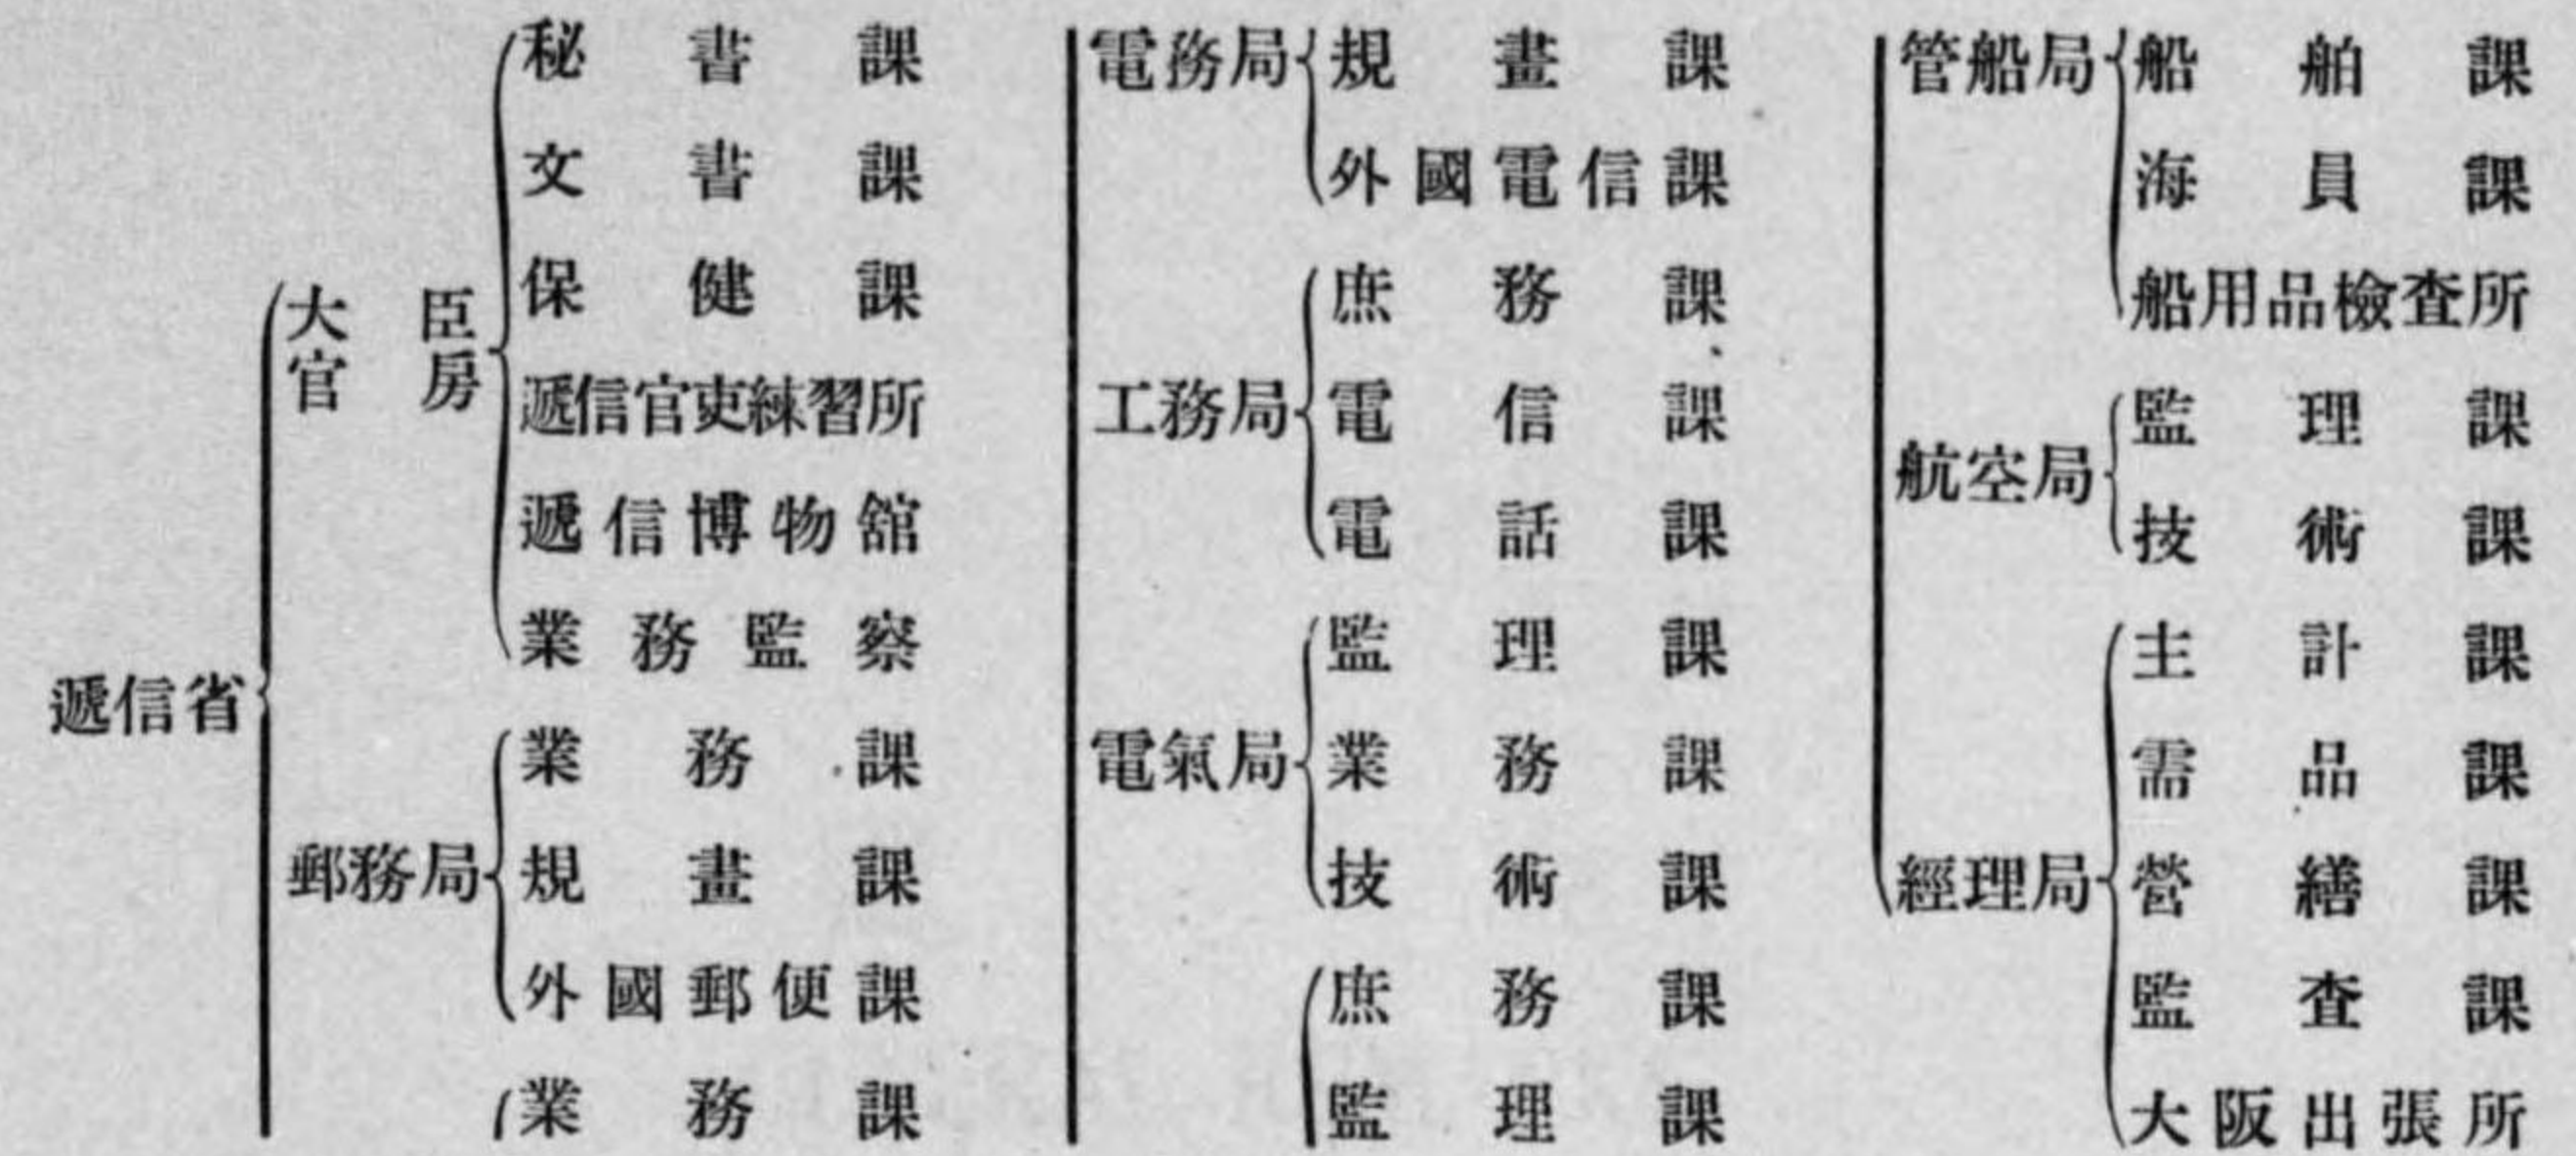 遞信省
大臣官房
秘書課
文書課
保健課
遞信官吏練習所
遞信博物舘
業務監察
郵務局
業務課
規畫課
外國郵便課
業務課
電務局
規畫課
外國電信課
工務局
庶務課
電信課
電話課
電氣局
監理課
業務課
技術課
庶務課
監理課
管船局
船舶課
海員課
船用品檢査所
航空局
監理課
技術課
經理局
主計課
需品課
營繕課
監査課
大阪出張所